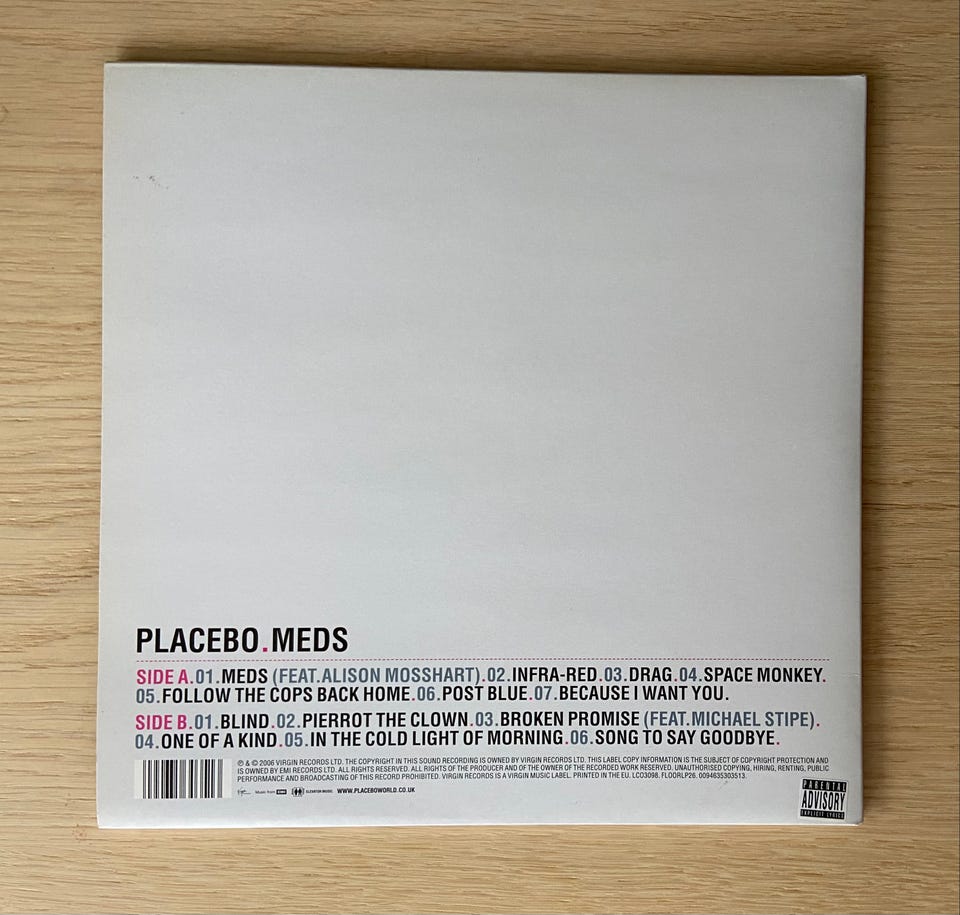 PLACEBO.MEDS
SIDE A.01.MEDS (FEAT.ALISON MOSSHART).02.INFRA-RED.03.DRAG.04.SPACE MONKEY.
05.FOLLOW THE COPS BACK HOME.06.POST BLUE.07.BECAUSE I WANT YOU.
SIDE B.01.BLIND.02.PIERROT THE CLOWN.03.BROKEN PROMISE (FEAT.MICHAEL STIPE).
04.ONE OF A KIND.05.IN THE COLD LIGHT OF MORNING.06.SONG TO SAY GOODBYE.
℗ & © 2006 VIRGIN RECORDS LTD. THE COPYRIGHT IN THIS SOUND RECORDING IS OWNED BY VIRGIN RECORDS LTD. THIS LABEL COPY INFORMATION IS THE SUBJECT OF COPYRIGHT PROTECTION AND
IS OWNED BY EMI RECORDS LTD. ALL RIGHTS RESERVED. ALL RIGHTS OF THE PRODUCER AND OF THE OWNER OF THE RECORDED WORK RESERVED. UNAUTHORISED COPYING, HIRING, RENTING, PUBLIC
PERFORMANCE AND BROADCASTING OF THIS RECORD PROHIBITED. VIRGIN RECORDS IS A VIRGIN MUSIC LABEL. PRINTED IN THE EU. LC03098. FLOORLP26. 0094635303513.
Music from EMI ELEVATOR MUSIC WWW.PLACEBOWORLD.CO.UK
PARENTAL
ADVISORY
EXPLICIT LYRICS